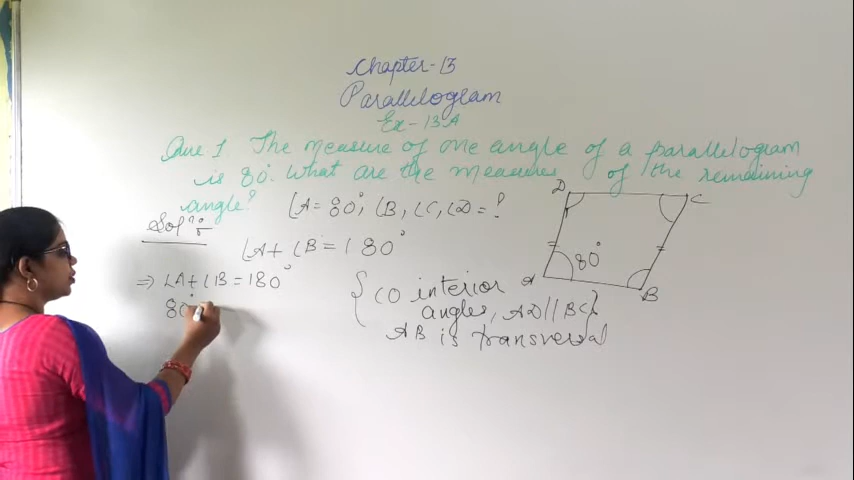 Chapter-13
Parallelogram
Ex-13A
Que.1 The measure of one angle of a parallelogram
is 80°. What are the measures of the remaining
angle? ∠A=80°, ∠B, ∠C, ∠D=?
Solⁿ:
∠A+∠B=180°
⇒ ∠A+∠B=180°
80°
{CO interior
angles, AD||BC}
AB is transversal
D
C
80°
A
B